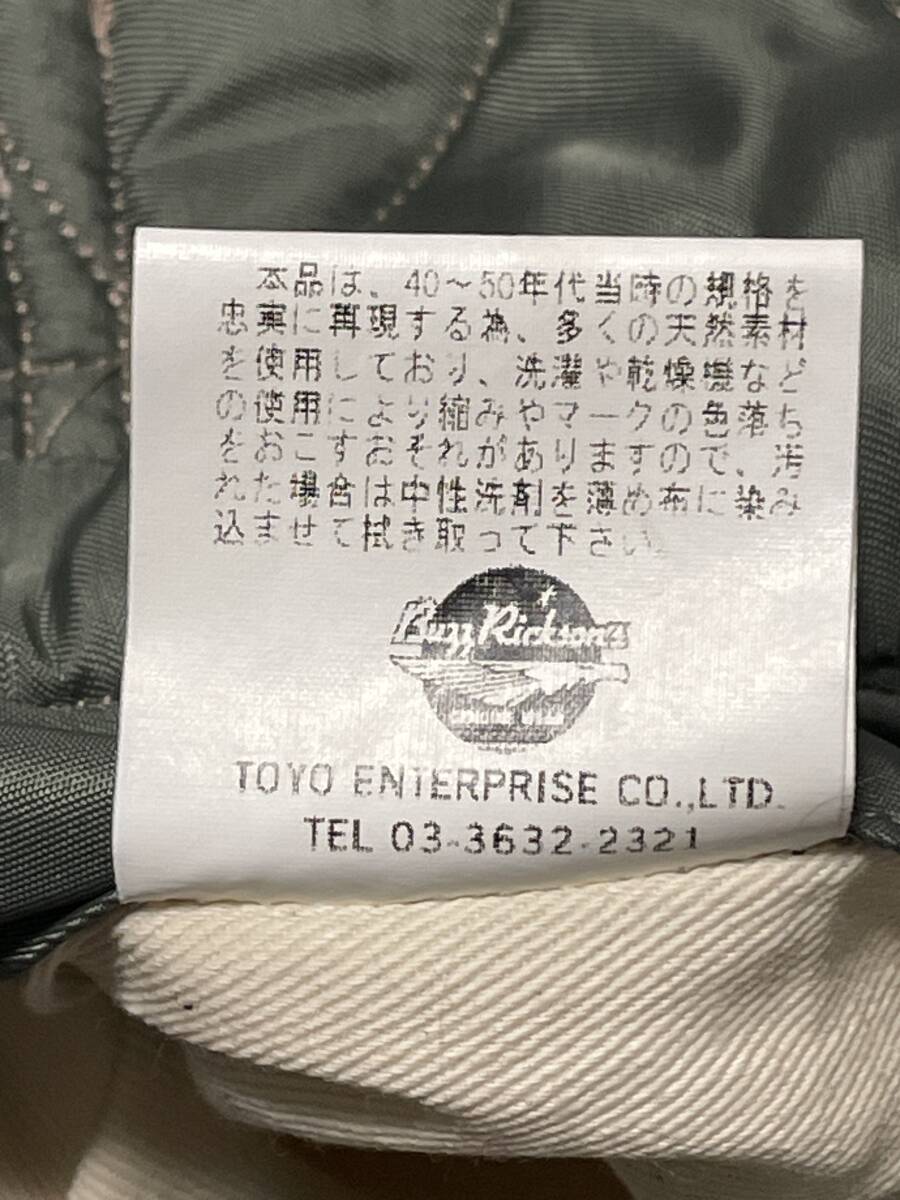 本品は、40〜50年代当時の規格を
忠実に再現する為、多くの天然素材
を使用しており、洗濯や乾燥機など
の使用により縮みやマークの色落ち
をおこすおそれがありますので、汚
れた場合は中性洗剤を薄め布に染み
込ませて拭き取って下さい。
Buzz Rickson's
GENUINE WEAR
TOYO ENTERPRISE CO.,LTD.
TEL 03-3632-2321